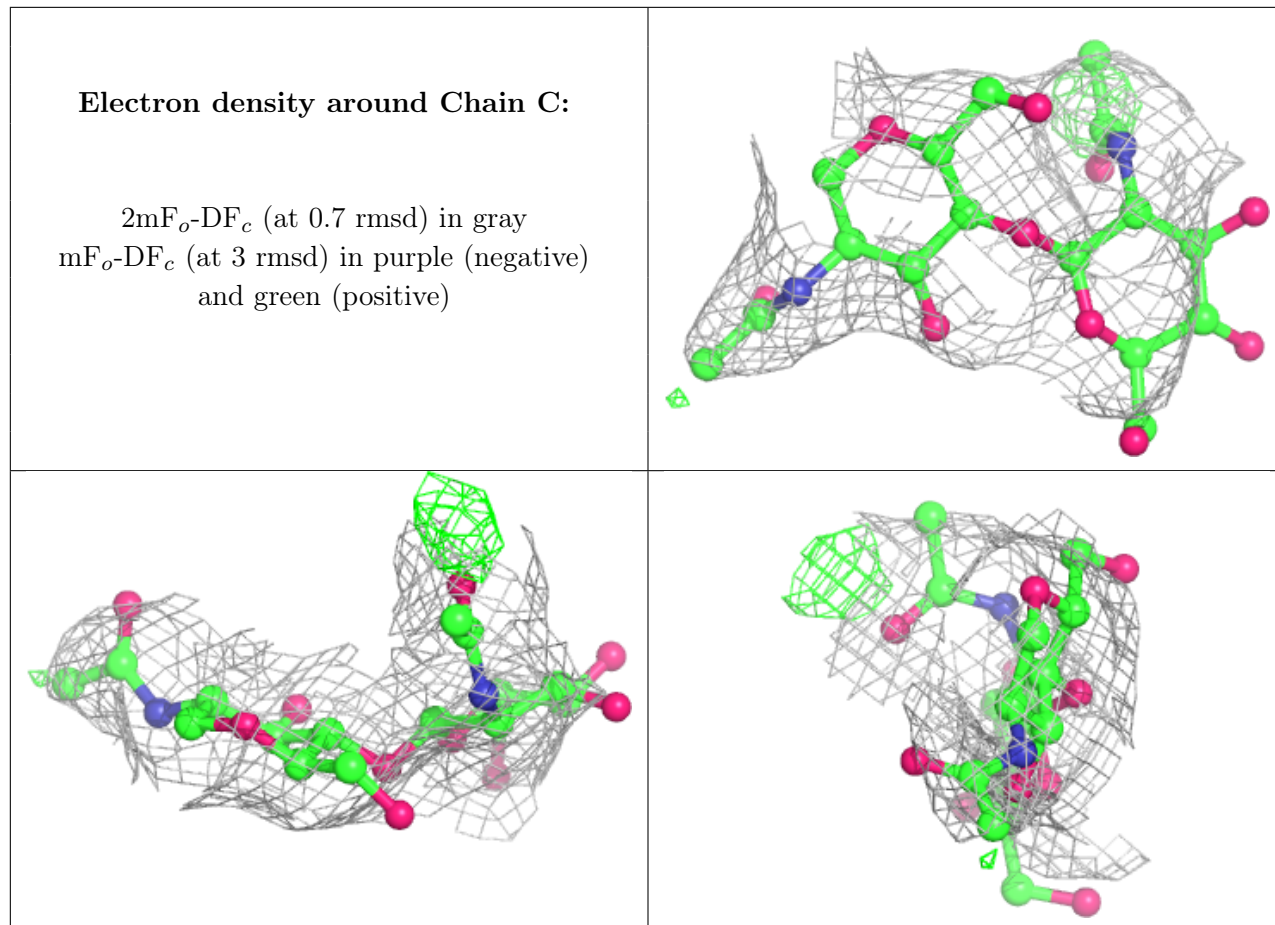 Electron density around Chain C:
2mFo-DFc (at 0.7 rmsd) in gray
mFo-DFc (at 3 rmsd) in purple (negative)
and green (positive)